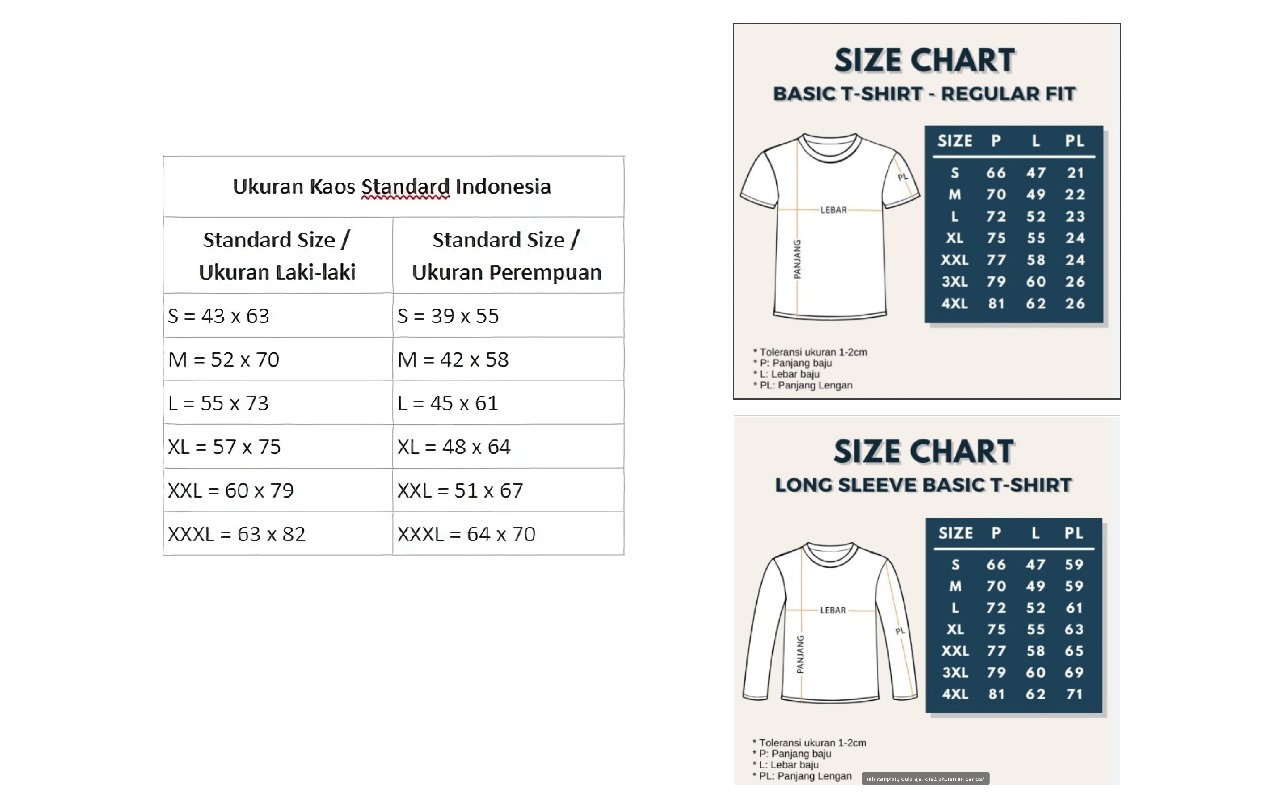 Ukuran Kaos Standard Indonesia
Standard Size / Standard Size /
Ukuran Laki-laki Ukuran Perempuan
S = 43 x 63 S = 39 x 55
M = 52 x 70 M = 42 x 58
L = 55 x 73 L = 45 x 61
XL = 57 x 75 XL = 48 x 64
XXL = 60 x 79 XXL = 51 x 67
XXXL = 63 x 82 XXXL = 64 x 70
SIZE CHART
BASIC T-SHIRT - REGULAR FIT
PL
LEBAR
PANJANG
SIZE P L PL
S 66 47 21
M 70 49 22
L 72 52 23
XL 75 55 24
XXL 77 58 24
3XL 79 60 26
4XL 81 62 26
* Toleransi ukuran 1-2cm
* P: Panjang baju
* L: Lebar baju
* PL: Panjang Lengan
SIZE CHART
LONG SLEEVE BASIC T-SHIRT
LEBAR
PL
PANJANG
SIZE P L PL
S 66 47 59
M 70 49 59
L 72 52 61
XL 75 55 63
XXL 77 58 65
3XL 79 60 69
4XL 81 62 71
* Toleransi ukuran 1-2cm
* P: Panjang baju
* L: Lebar baju
* PL: Panjang Lengan